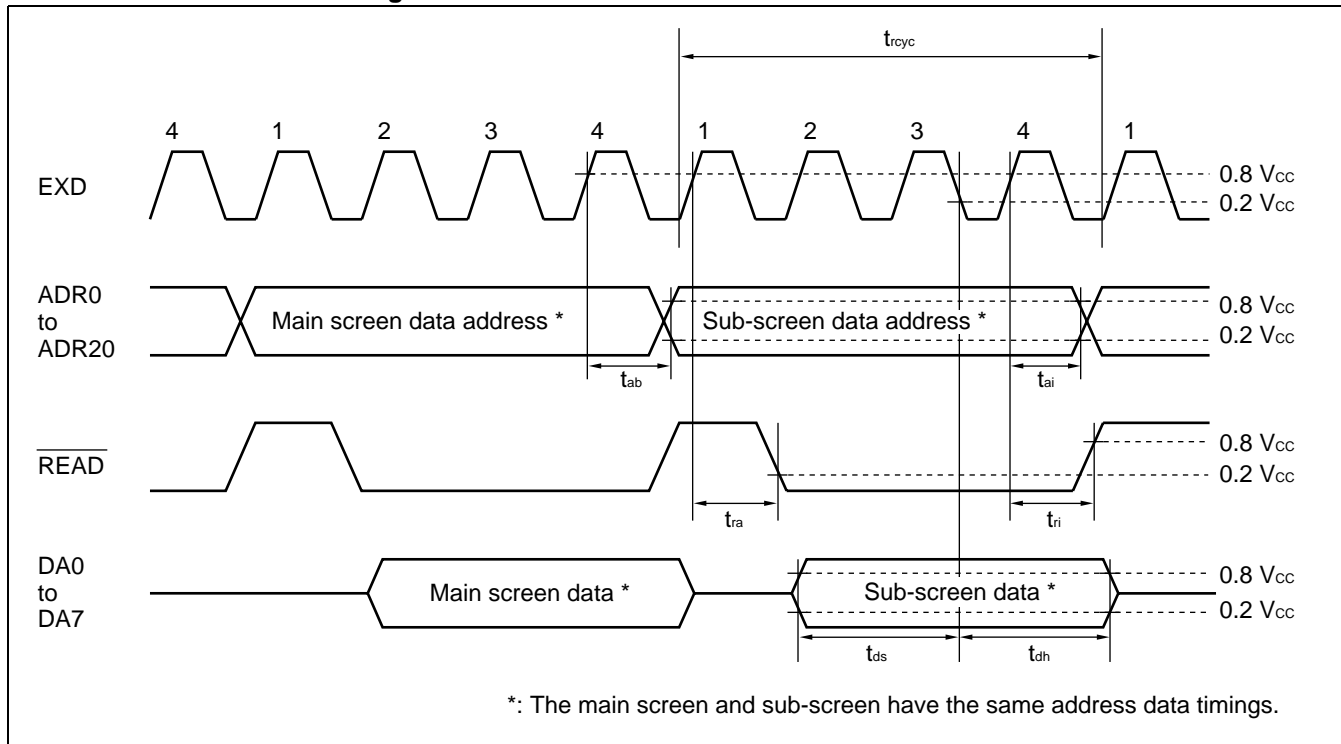 trcyc
4 1 2 3 4 1 2 3 4 1
EXD
0.8 VCC
0.2 VCC
ADR0
to
ADR20
Main screen data address *
Sub-screen data address *
0.8 VCC
0.2 VCC
tab
tai
READ
0.8 VCC
0.2 VCC
tra
tri
DA0
to
DA7
Main screen data *
Sub-screen data *
0.8 VCC
0.2 VCC
tds
tdh
*: The main screen and sub-screen have the same address data timings.